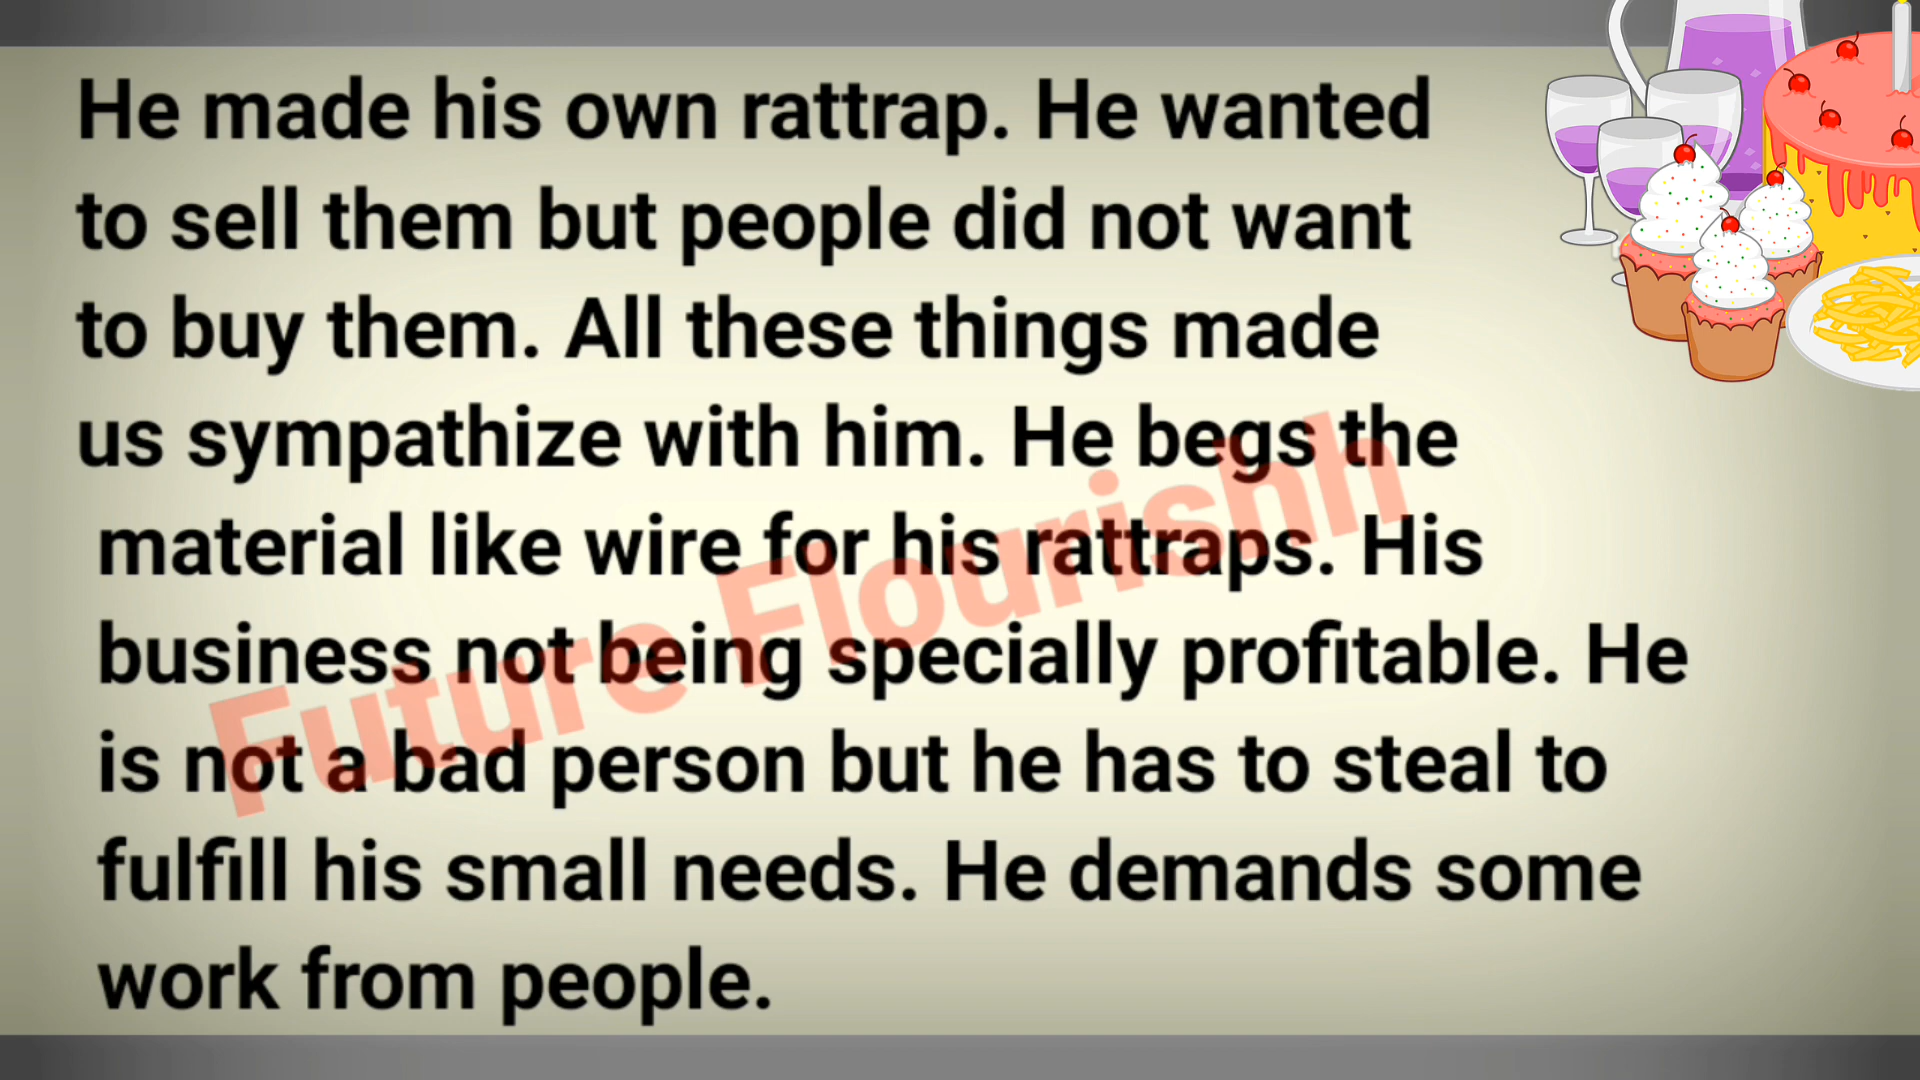 He made his own rattrap. He wanted
to sell them but people did not want
to buy them. All these things made
us sympathize with him. He begs the
material like wire for his rattraps. His
business not being specially profitable. He
is not a bad person but he has to steal to
fulfill his small needs. He demands some
work from people.
Future Flourishh